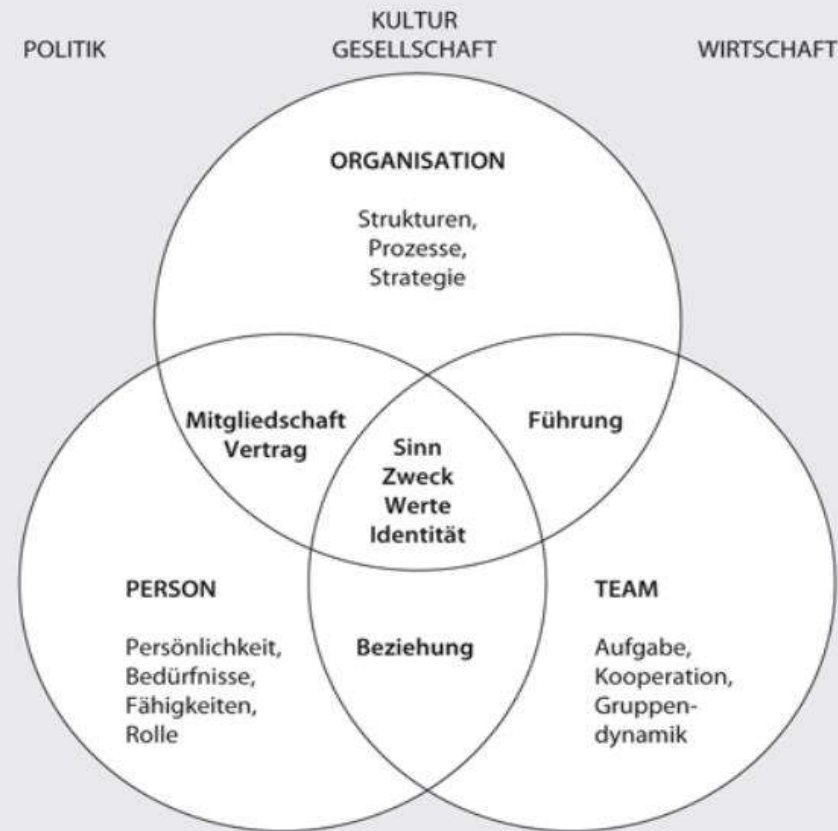 KULTUR
POLITIK GESELLSCHAFT WIRTSCHAFT
ORGANISATION
Strukturen,
Prozesse,
Strategie
Mitgliedschaft
Vertrag
Führung
Sinn
Zweck
Werte
Identität
PERSON
Persönlichkeit,
Bedürfnisse,
Fähigkeiten,
Rolle
Beziehung
TEAM
Aufgabe,
Kooperation,
Gruppen-
dynamik